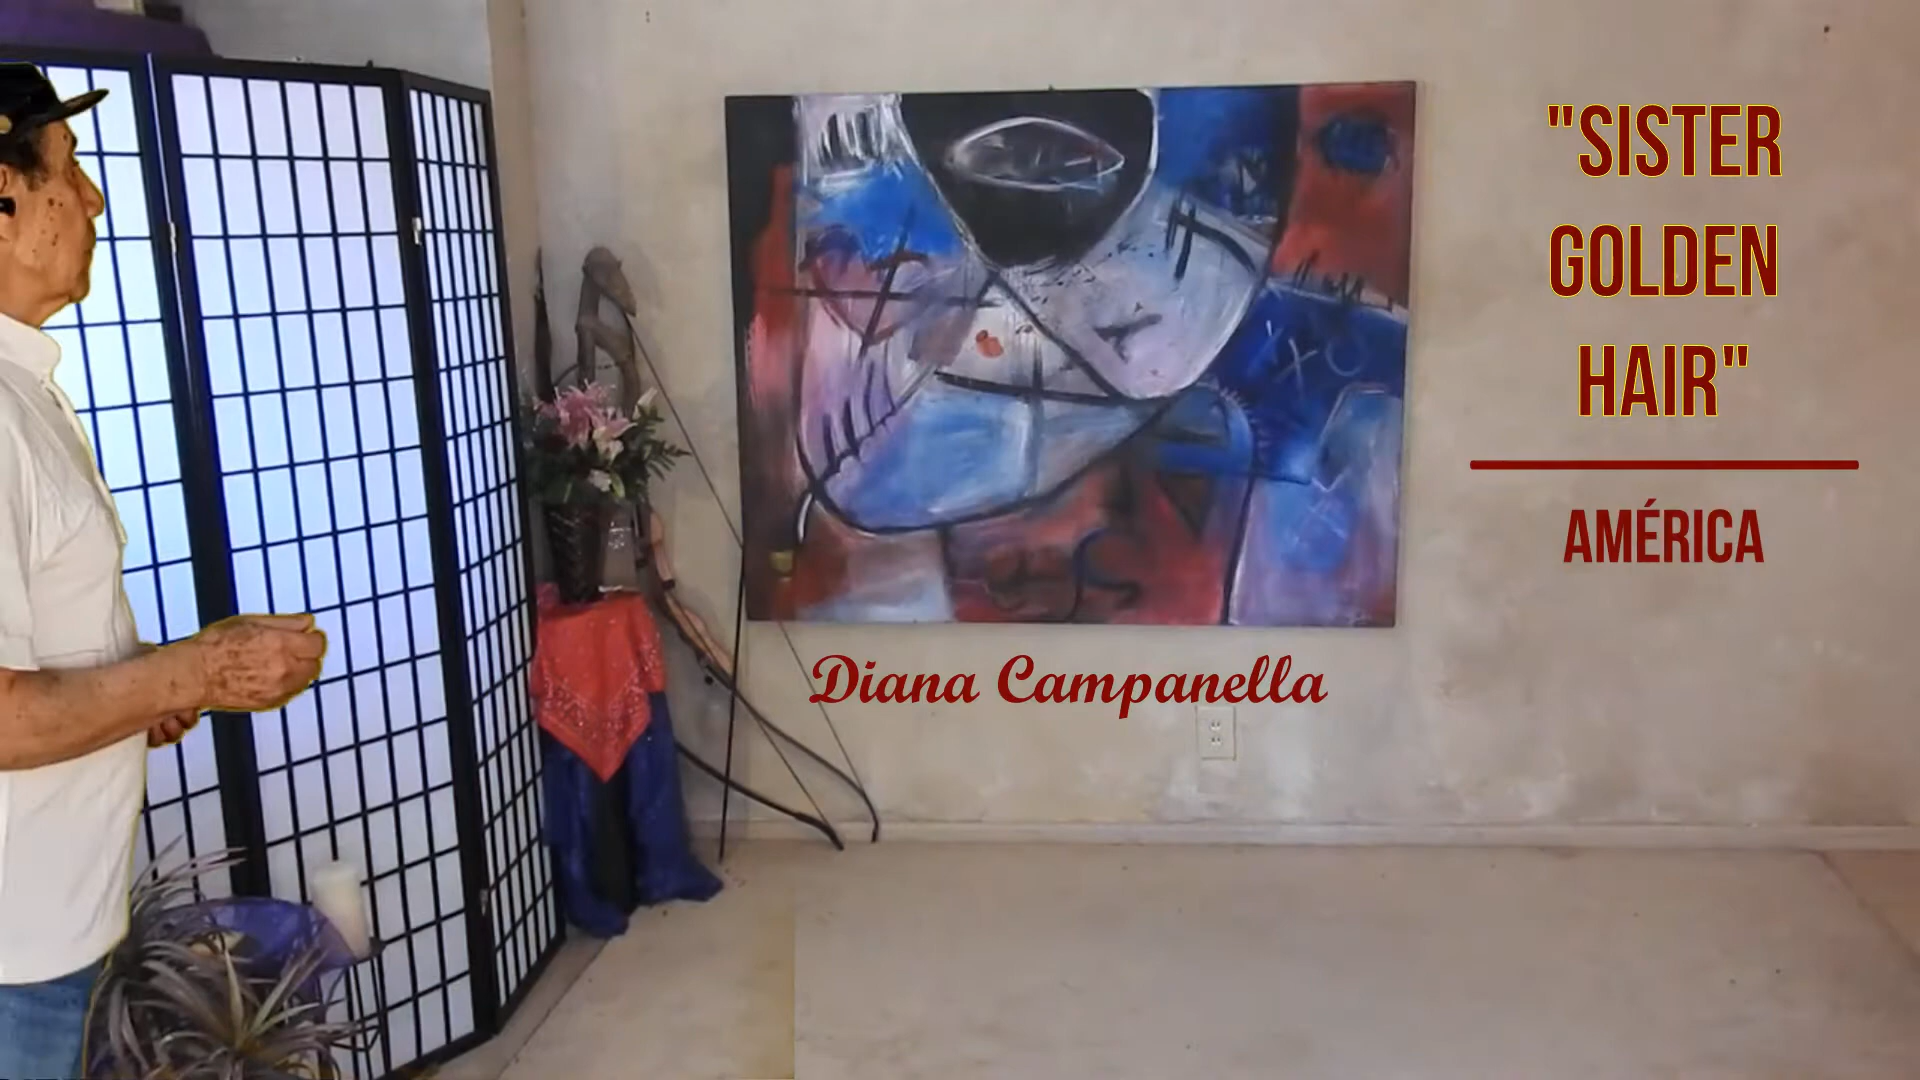 "SISTER
GOLDEN
HAIR"
AMÉRICA
Diana Campanella